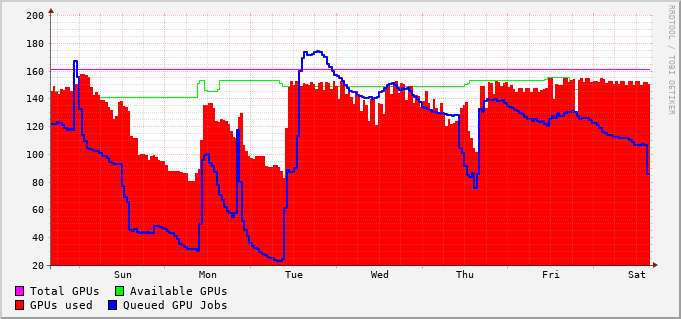 RRDTOOL / TOBI OETIKER
200
180
160
140
120
100
80
60
40
20
Sun Mon Tue Wed Thu Fri Sat
Total GPUs Available GPUs
GPUs used Queued GPU Jobs